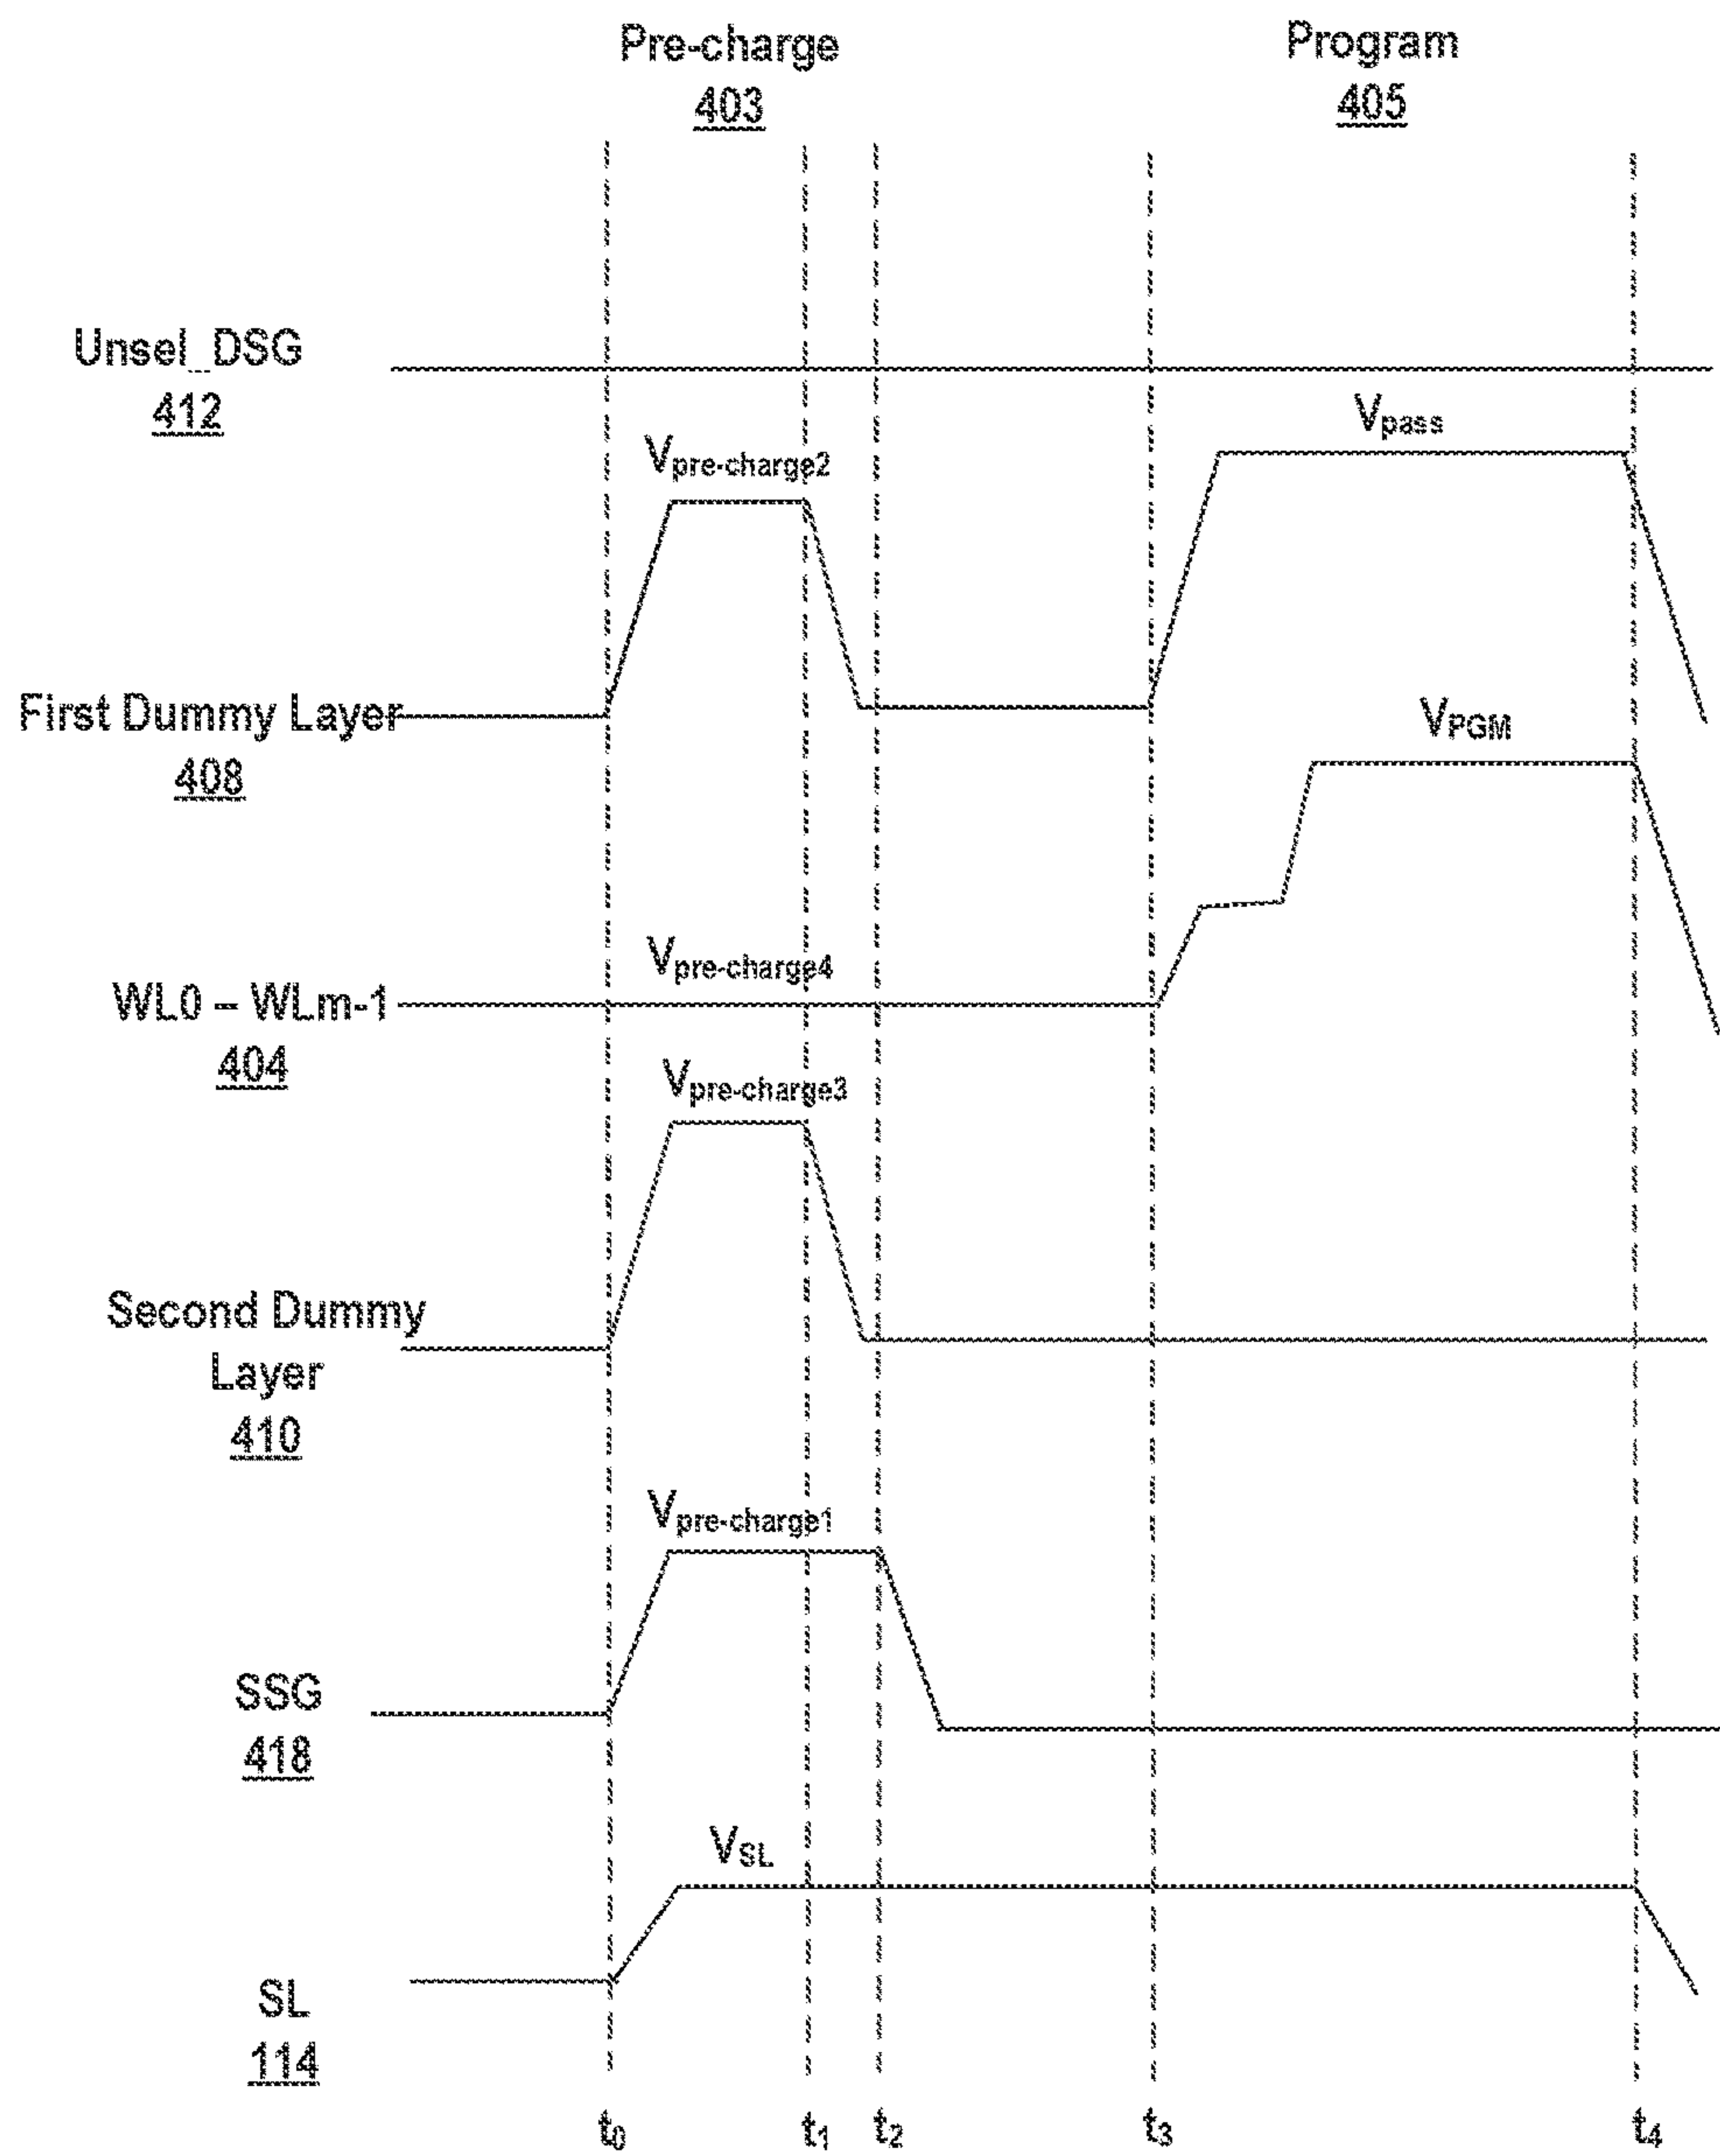 Pre-charge
403
Program
405
Unsel_DSG
412
Vpre-charge2
Vpass
First Dummy Layer
408
VPGM
Vpre-charge4
WL0 – WLm-1
404
Vpre-charge3
Second Dummy
Layer
410
Vpre-charge1
SSG
418
VSL
SL
114
t0 t1 t2 t3 t4